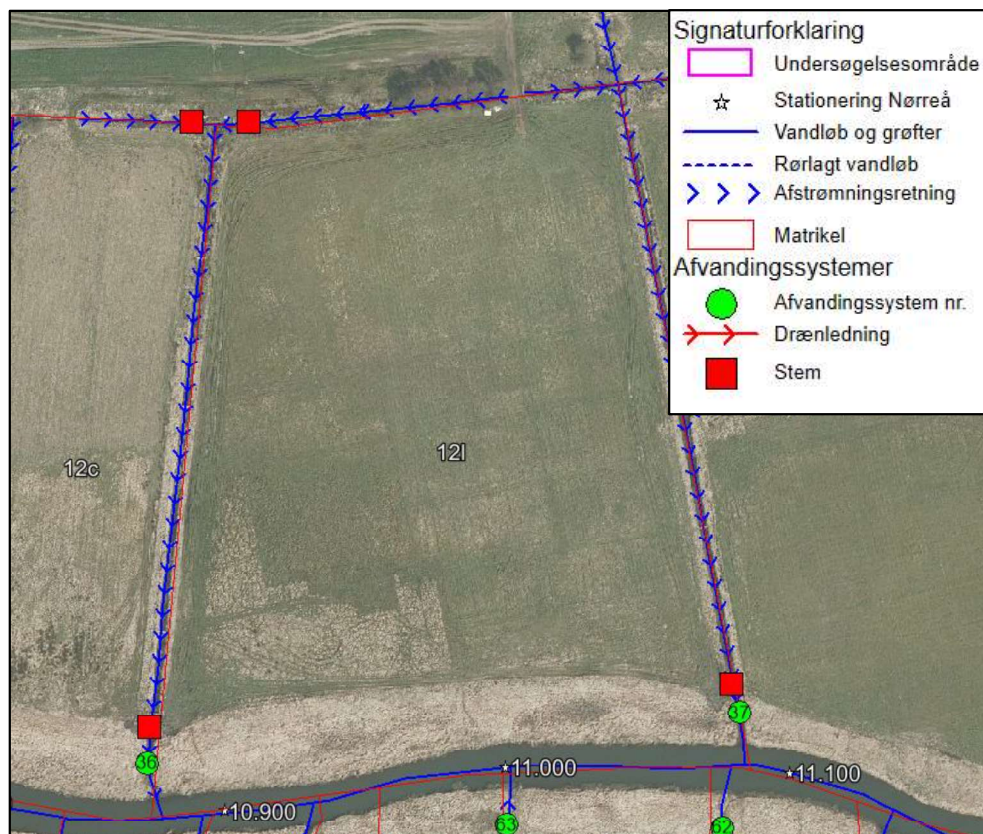 Signaturforklaring
Undersøgelsesområde
Stationering Nørreå
Vandløb og grøfter
Rørlagt vandløb
Afstrømningsretning
Matrikel
Afvandingssystemer
Afvandingssystem nr.
Drænledning
Stem
12c
12l
37
36
11.000
11.100
10.900
63
62